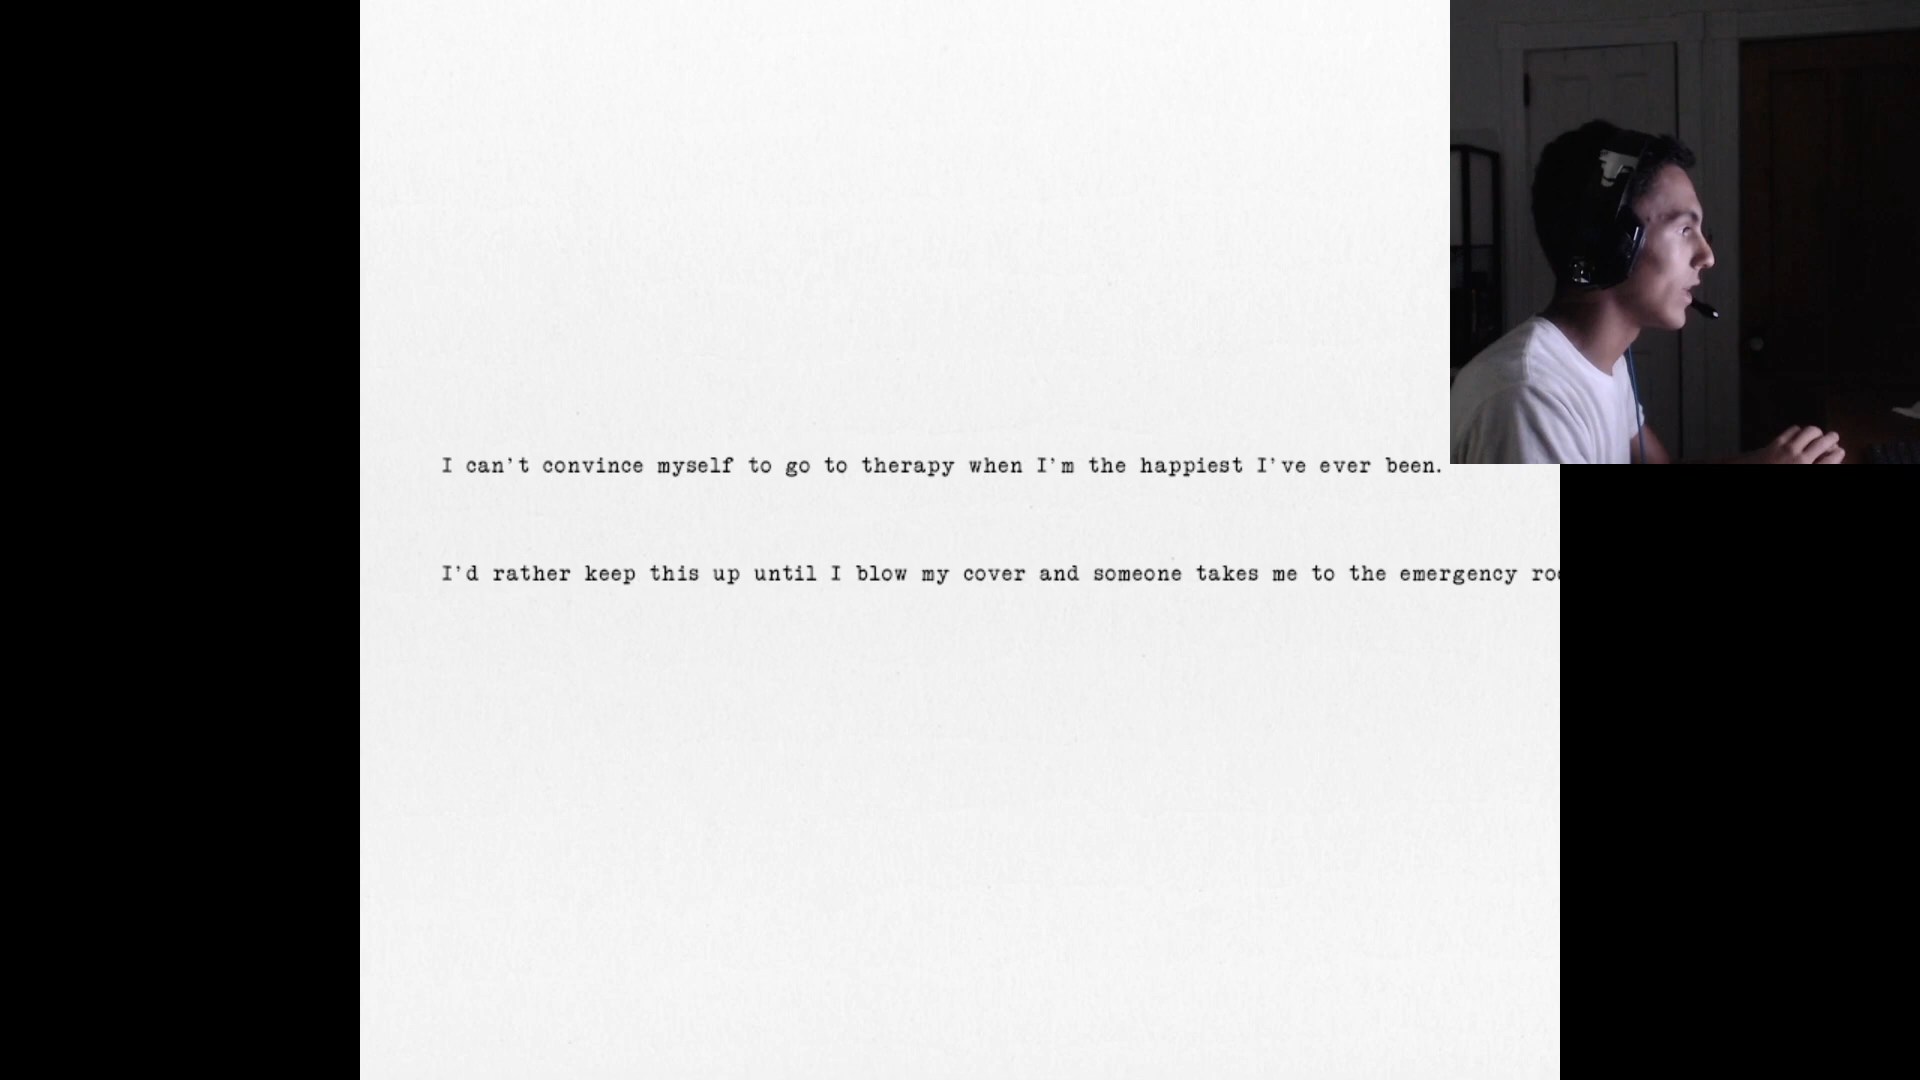 I can't convince myself to go to therapy when I'm the happiest I've ever been.
I'd rather keep this up until I blow my cover and someone takes me to the emergency